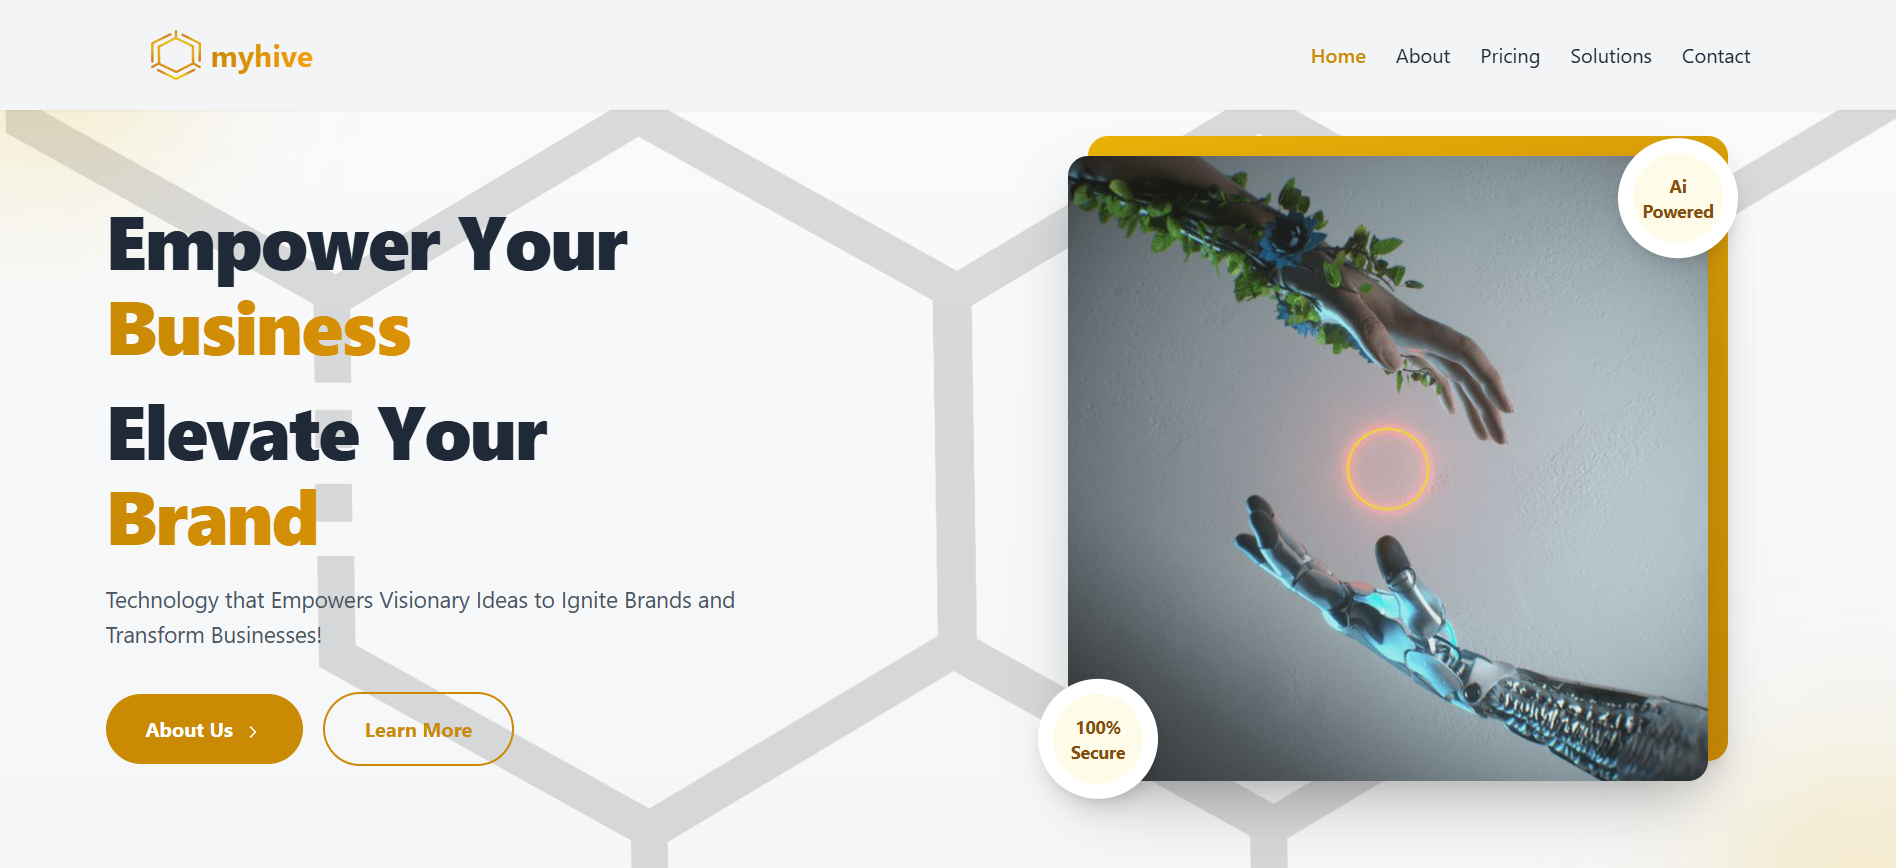 myhive
Home About Pricing Solutions Contact
Empower Your
Business
Elevate Your
Brand
Technology that Empowers Visionary Ideas to Ignite Brands and
Transform Businesses!
About Us
Learn More
Ai
Powered
100%
Secure